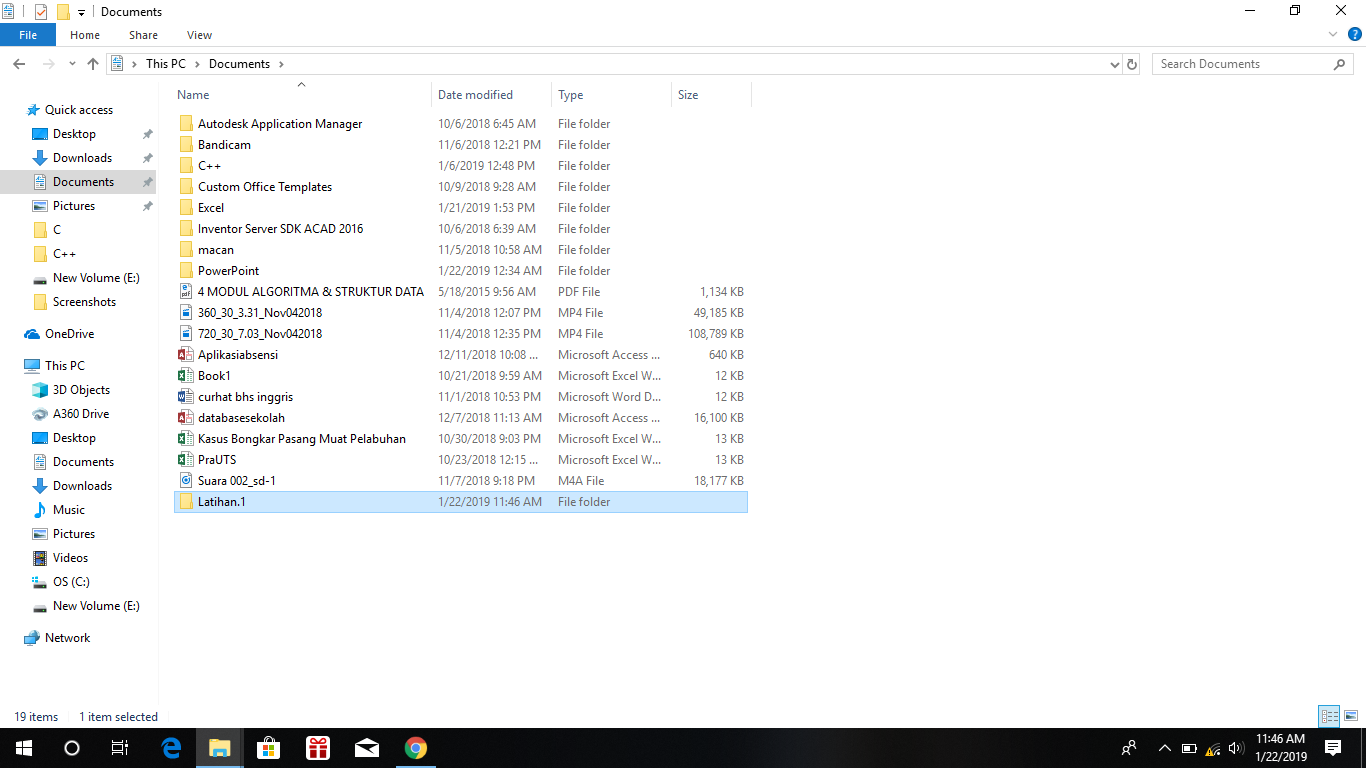 Documents
File Home Share View
This PC Documents Search Documents
Name Date modified Type Size
Quick access
Desktop
Downloads
Documents
Pictures
C
C++
New Volume (E:)
Screenshots
OneDrive
This PC
3D Objects
A360 Drive
Desktop
Documents
Downloads
Music
Pictures
Videos
OS (C:)
New Volume (E:)
Network
Autodesk Application Manager 10/6/2018 6:45 AM File folder
Bandicam 11/6/2018 12:21 PM File folder
C++ 1/6/2019 12:48 PM File folder
Custom Office Templates 10/9/2018 9:28 AM File folder
Excel 1/21/2019 1:53 PM File folder
Inventor Server SDK ACAD 2016 10/6/2018 6:39 AM File folder
macan 11/5/2018 10:58 AM File folder
PowerPoint 1/22/2019 12:34 AM File folder
4 MODUL ALGORITMA & STRUKTUR DATA 5/18/2015 9:56 AM PDF File 1,134 KB
360_30_3.31_Nov042018 11/4/2018 12:07 PM MP4 File 49,185 KB
720_30_7.03_Nov042018 11/4/2018 12:35 PM MP4 File 108,789 KB
Aplikasiabsensi 12/11/2018 10:08 ... Microsoft Access ... 640 KB
Book1 10/21/2018 9:59 AM Microsoft Excel W... 12 KB
curhat bhs inggris 11/1/2018 10:53 PM Microsoft Word D... 12 KB
databasesekolah 12/7/2018 11:13 AM Microsoft Access ... 16,100 KB
Kasus Bongkar Pasang Muat Pelabuhan 10/30/2018 9:03 PM Microsoft Excel W... 13 KB
PraUTS 10/23/2018 12:15 ... Microsoft Excel W... 13 KB
Suara 002_sd-1 11/7/2018 9:18 PM M4A File 18,177 KB
Latihan.1 1/22/2019 11:46 AM File folder
19 items 1 item selected
11:46 AM
1/22/2019